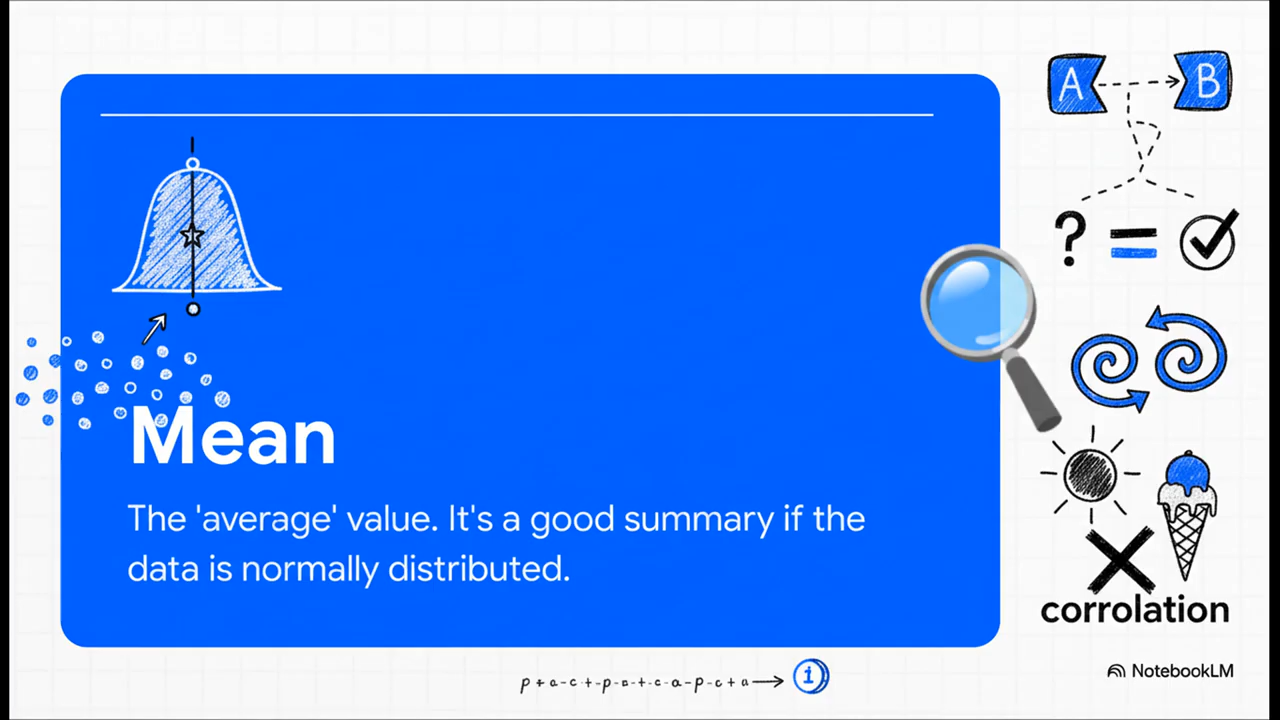 A B
? = ✓
Mean
The 'average' value. It's a good summary if the
data is normally distributed.
corrolation
i
NotebookLM